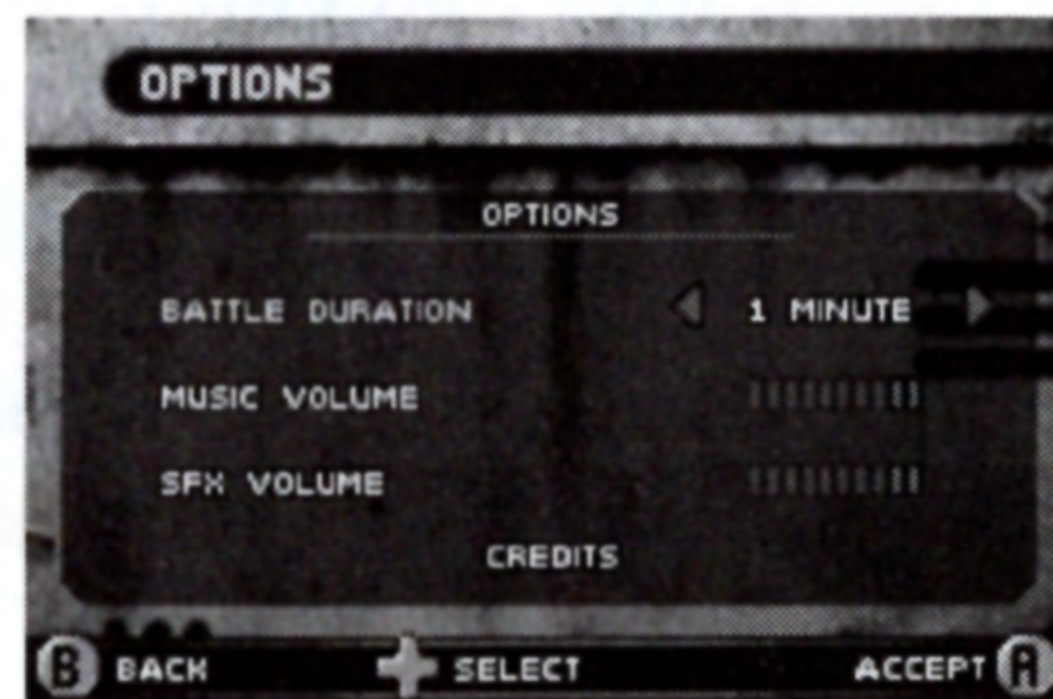 OPTIONS
OPTIONS
BATTLE DURATION 1 MINUTE
MUSIC VOLUME
SFX VOLUME
CREDITS
B BACK SELECT ACCEPT A